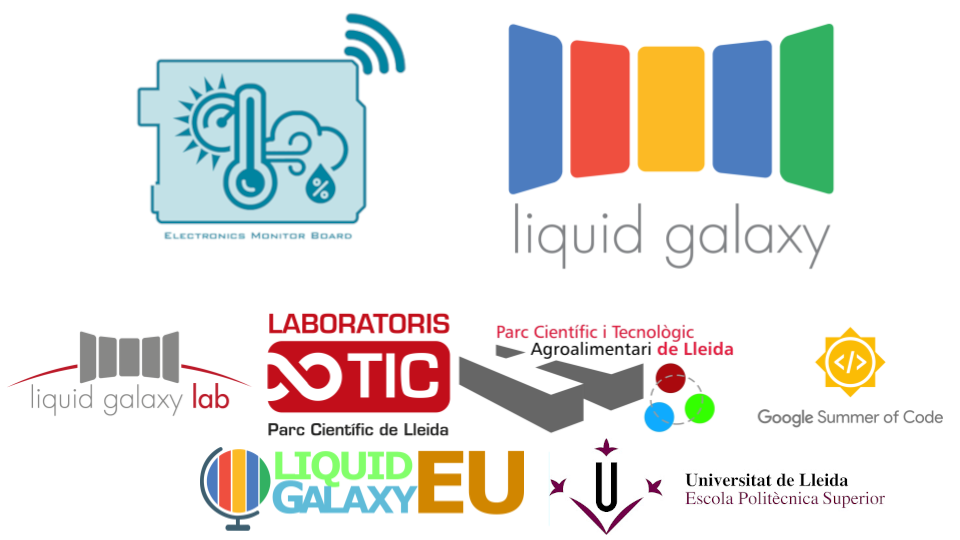 %
ELECTRONICS MONITOR BOARD
liquid galaxy
liquid galaxy lab
LABORATORIS
TIC
Parc Científic de Lleida
Parc Científic i Tecnològic
Agroalimentari de Lleida
</>
Google Summer of Code
LIQUID
GALAXY
EU
U
Universitat de Lleida
Escola Politècnica Superior